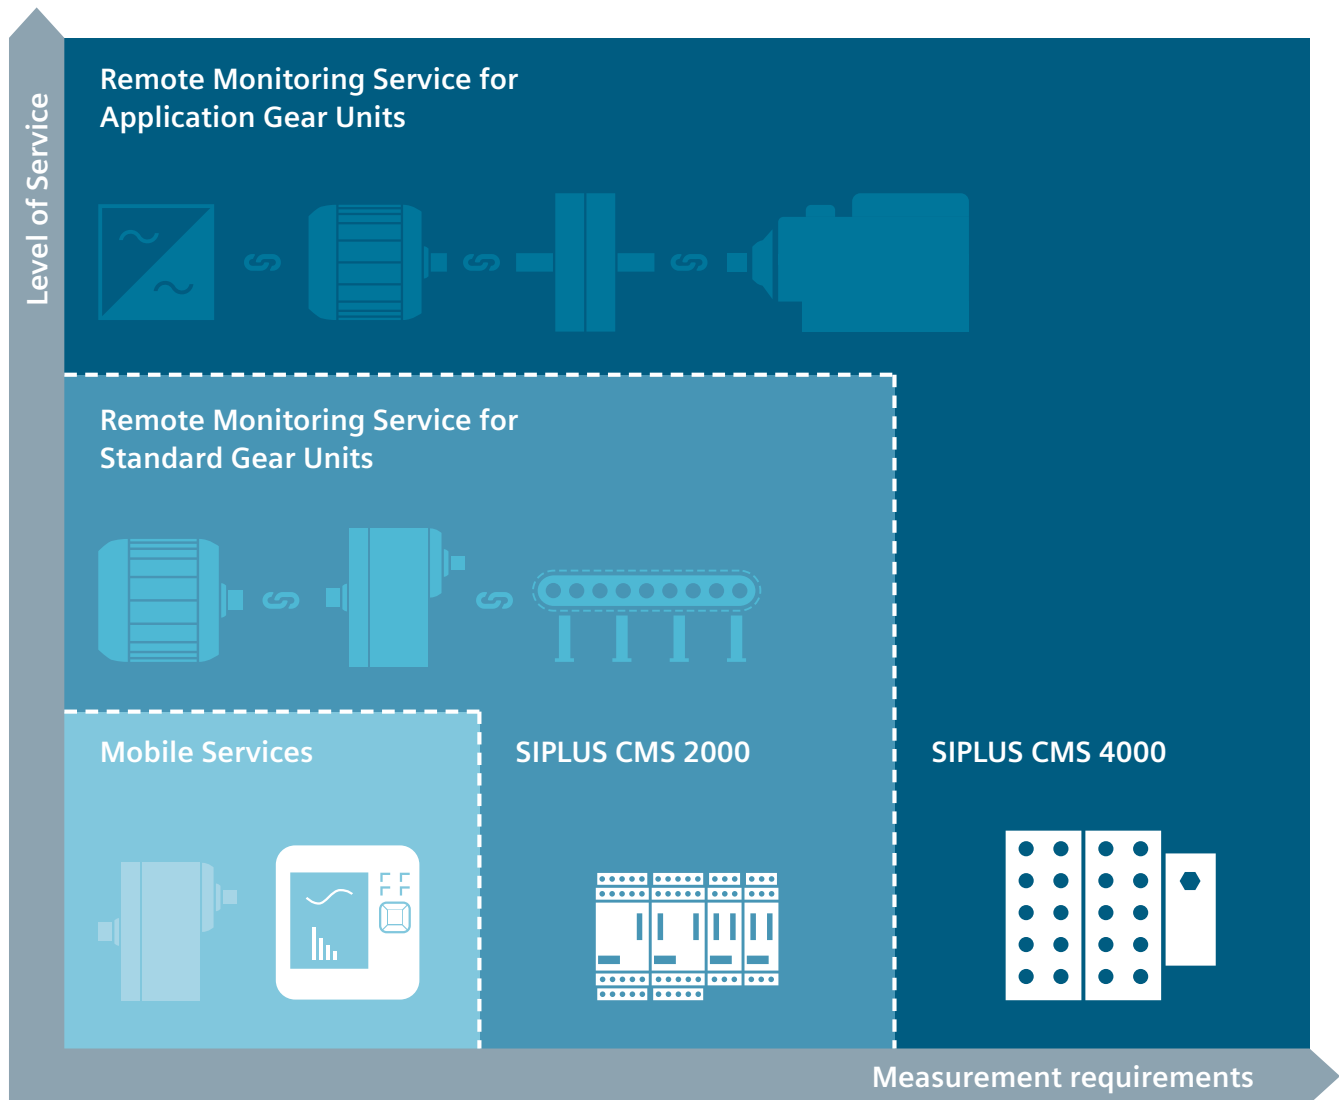 Level of Service
Remote Monitoring Service for
Application Gear Units
Remote Monitoring Service for
Standard Gear Units
Mobile Services
SIPLUS CMS 2000
SIPLUS CMS 4000
Measurement requirements